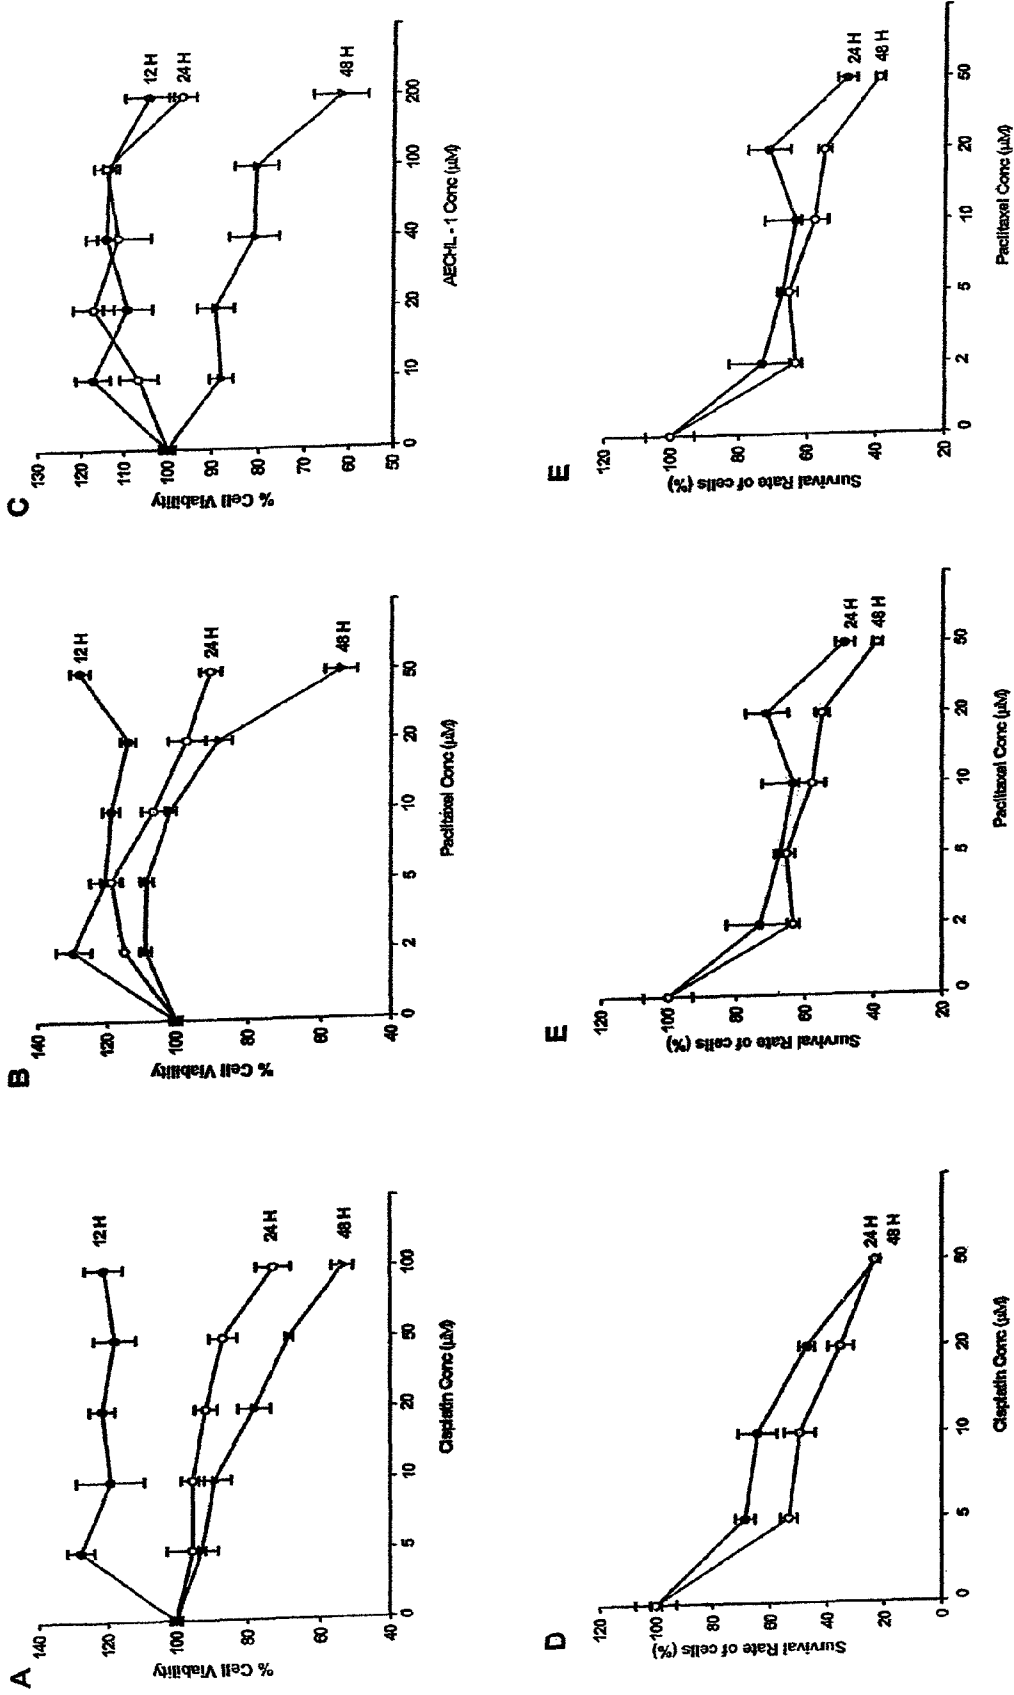 A
% Cell Viability
140
120
100
80
60
40
12 H
24 H
48 H
0 5 10 20 50 100
Cisplatin Conc (µM)
B
% Cell Viability
140
120
100
80
60
40
12 H
24 H
48 H
0 2 5 10 20 50
Paclitaxel Conc (µM)
C
% Cell Viability
130
120
110
100
90
80
70
60
50
12 H
24 H
48 H
0 10 20 40 100 200
AECHL - 1 Conc (µM)
D
Survival Rate of cells (%)
120
100
80
60
40
20
0
24 H
48 H
0 5 10 20 50
Cisplatin Conc (µM)
E
Survival Rate of cells (%)
120
100
80
60
40
20
24 H
48 H
0 2 5 10 20 50
Paclitaxel Conc (µM)
E
Survival Rate of cells (%)
120
100
80
60
40
20
24 H
48 H
0 2 5 10 20 50
Paclitaxel Conc (µM)